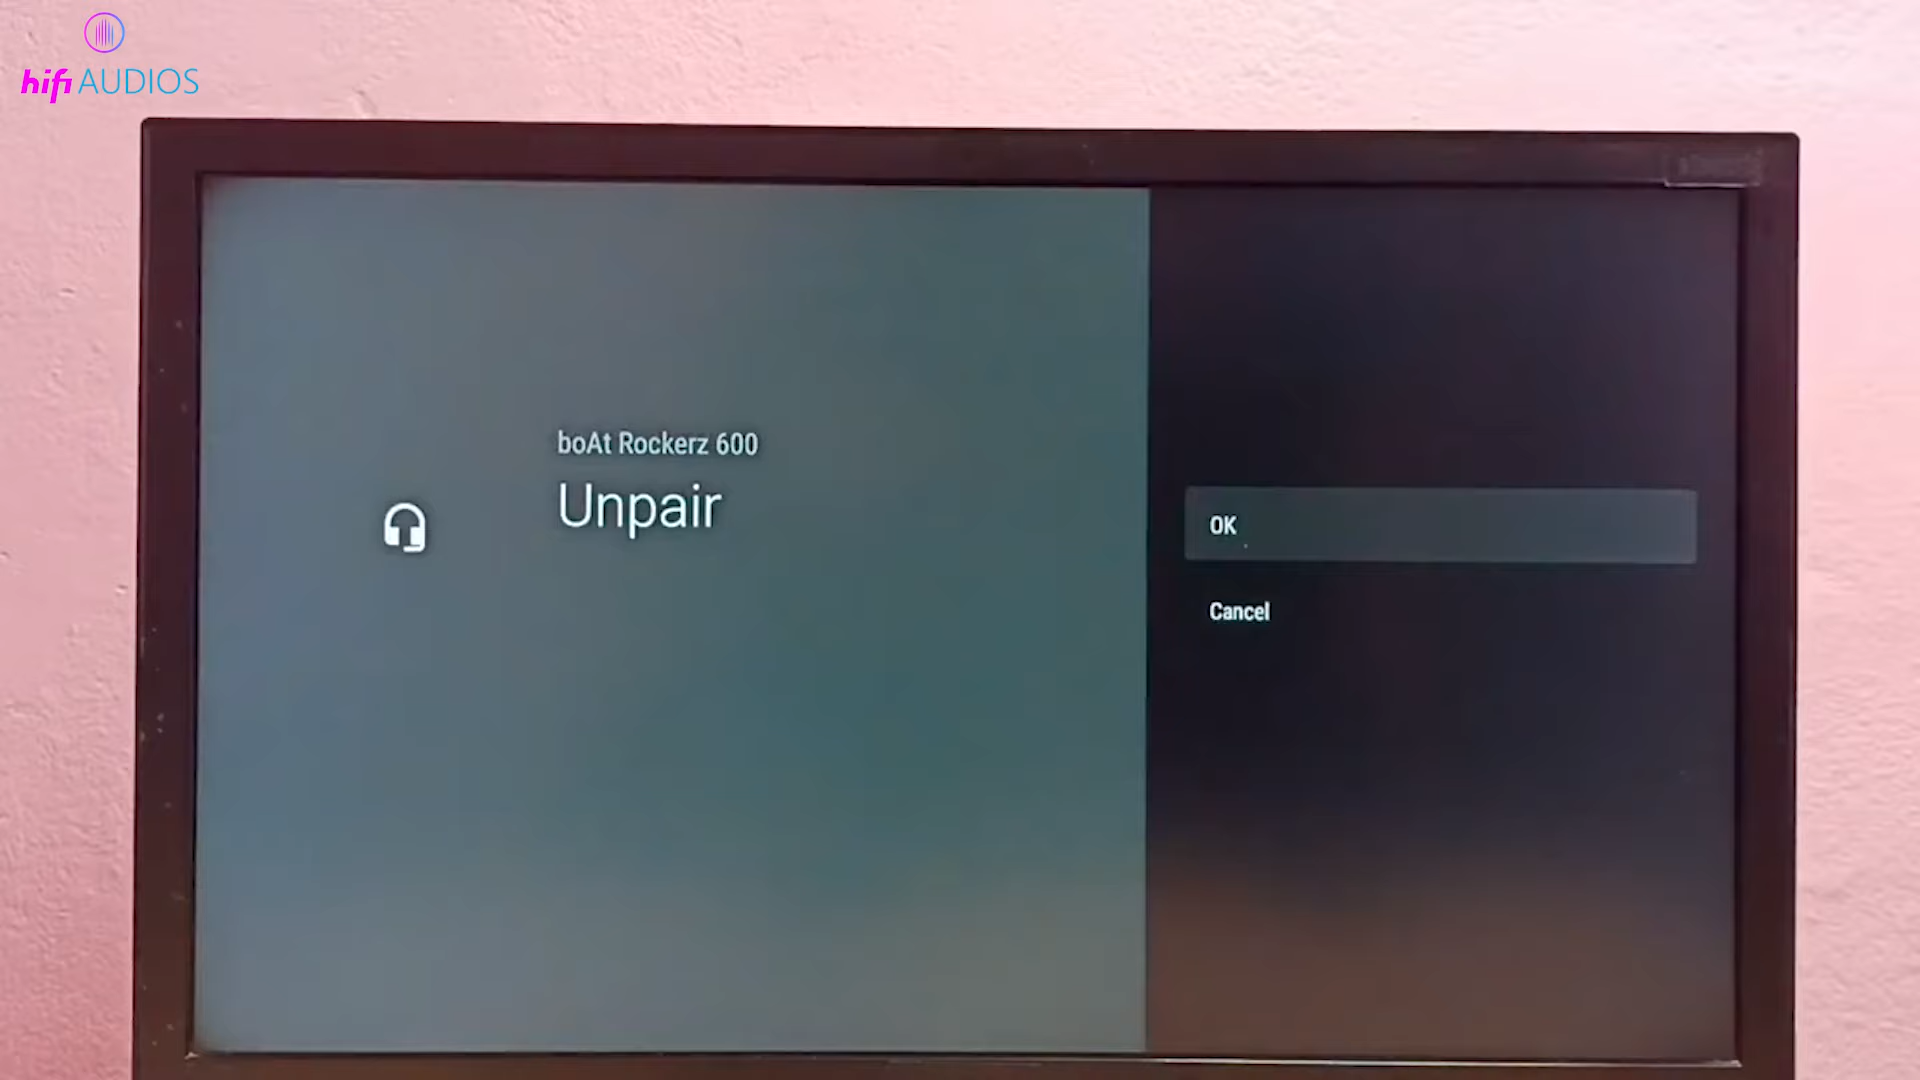 hifi AUDIOS
boAt Rockerz 600
Unpair
OK
Cancel